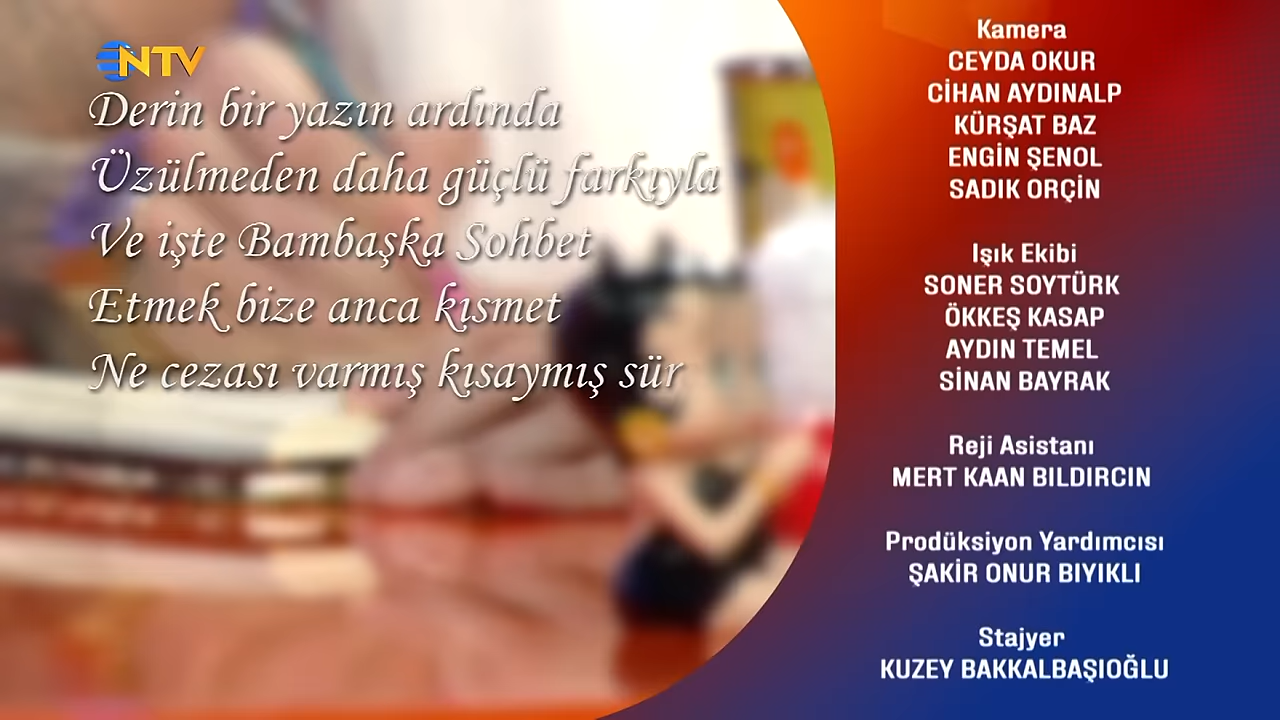 NTV
Derin bir yazın ardında
Üzülmeden daha güçlü farkıyla
Ve işte Bambaşka Sohbet
Etmek bize anca kısmet
Ne cezası varmış kısaymış sür
Kamera
CEYDA OKUR
CİHAN AYDINALP
KÜRŞAT BAZ
ENGİN ŞENOL
SADIK ORÇİN
Işık Ekibi
SONER SOYTÜRK
ÖKKEŞ KASAP
AYDIN TEMEL
SİNAN BAYRAK
Reji Asistanı
MERT KAAN BILDIRCIN
Prodüksiyon Yardımcısı
ŞAKİR ONUR BIYIKLI
Stajyer
KUZEY BAKKALBAŞIOĞLU